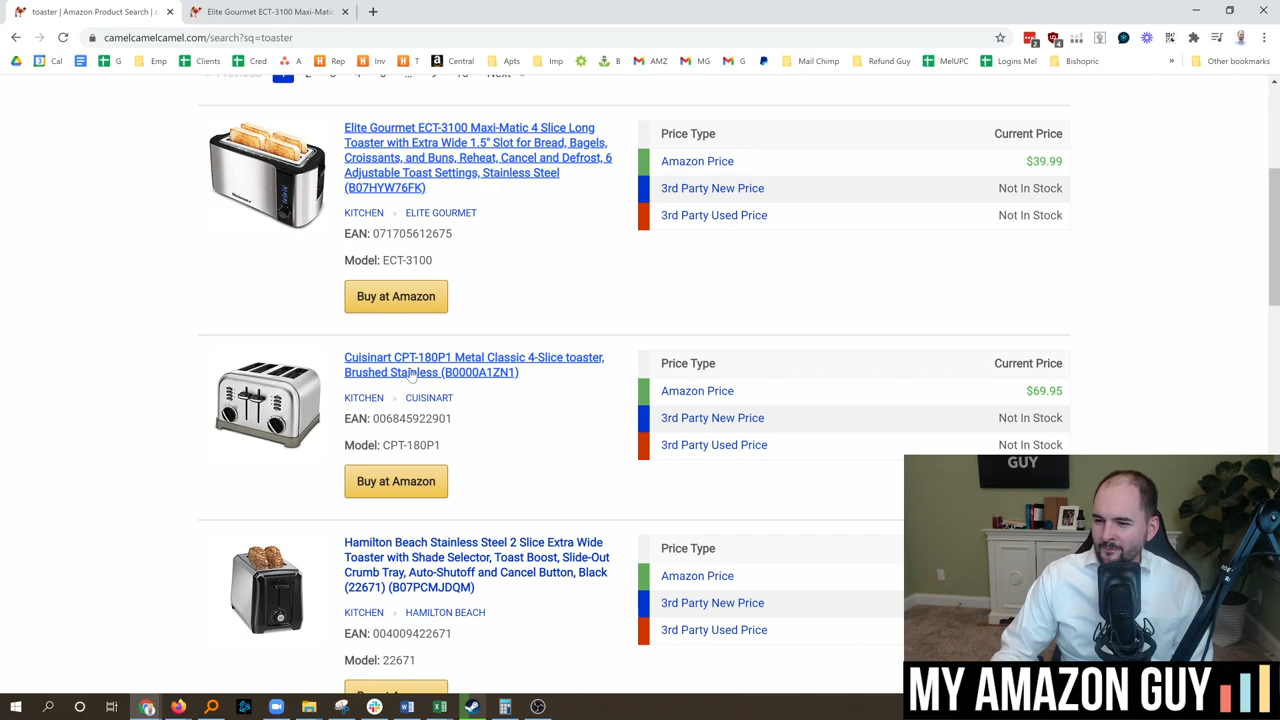 toaster | Amazon Product Search | c
Elite Gourmet ECT-3100 Maxi-Matic
camelcamelcamel.com/search?sq=toaster
Cal
G
Emp
Clients
Cred
A
Rep
Inv
T
Central
Apts
Imp
B
AMZ
MG
G
Mail Chimp
Refund Guy
MelUPC
Logins Mel
Bishopric
»
Other bookmarks
Elite Gourmet ECT-3100 Maxi-Matic 4 Slice Long
Toaster with Extra Wide 1.5" Slot for Bread, Bagels,
Croissants, and Buns, Reheat, Cancel and Defrost, 6
Adjustable Toast Settings, Stainless Steel
(B07HYW76FK)
KITCHEN » ELITE GOURMET
EAN: 071705612675
Model: ECT-3100
Buy at Amazon
Price Type Current Price
Amazon Price $39.99
3rd Party New Price Not In Stock
3rd Party Used Price Not In Stock
Cuisinart CPT-180P1 Metal Classic 4-Slice toaster,
Brushed Stainless (B0000A1ZN1)
KITCHEN » CUISINART
EAN: 006845922901
Model: CPT-180P1
Buy at Amazon
Price Type Current Price
Amazon Price $69.95
3rd Party New Price Not In Stock
3rd Party Used Price Not In Stock
Hamilton Beach Stainless Steel 2 Slice Extra Wide
Toaster with Shade Selector, Toast Boost, Slide-Out
Crumb Tray, Auto-Shutoff and Cancel Button, Black
(22671) (B07PCMJDQM)
KITCHEN » HAMILTON BEACH
EAN: 004009422671
Model: 22671
Price Type
Amazon Price
3rd Party New Price
3rd Party Used Price
GUY
MY AMAZON GUY